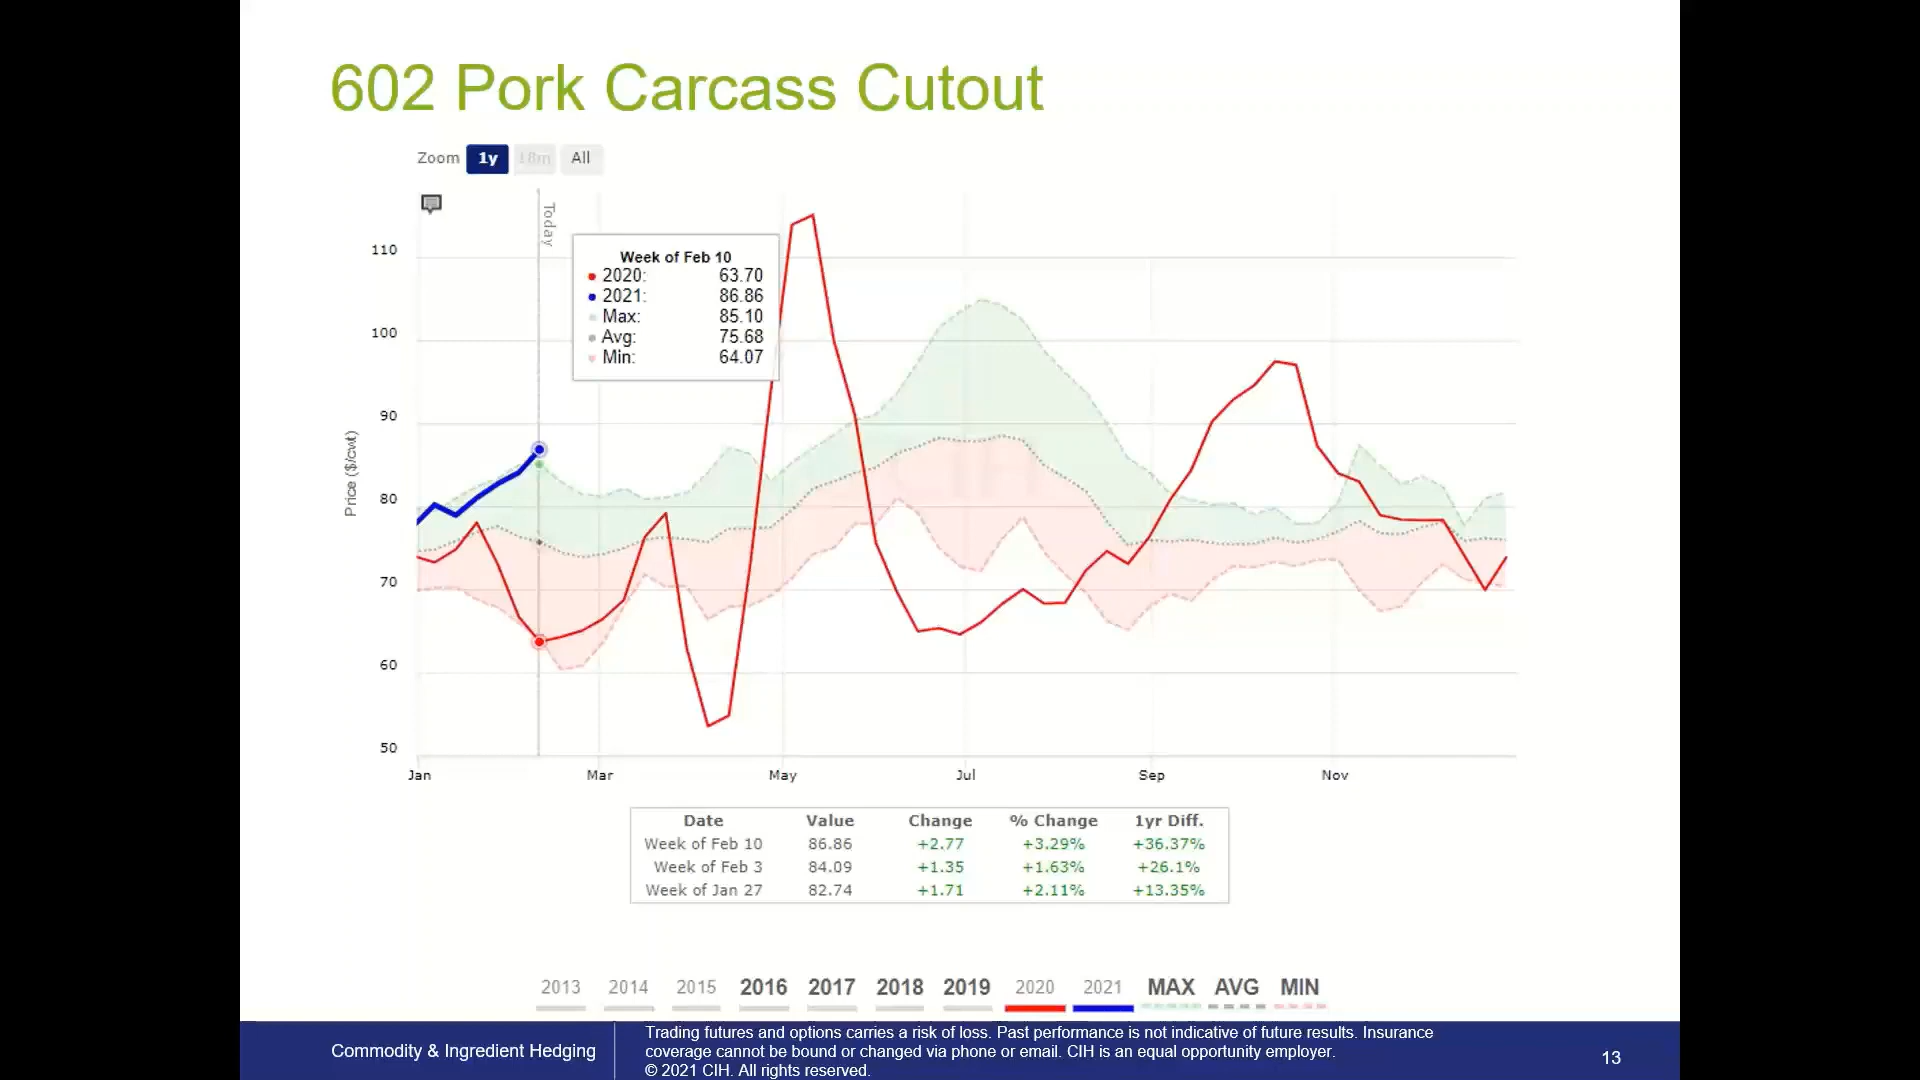 602 Pork Carcass Cutout
Zoom 1y 18m All
Today
Week of Feb 10
2020: 63.70
2021: 86.86
Max: 85.10
Avg: 75.68
Min: 64.07
Price ($/cwt)
110
100
90
80
70
60
50
CIH
Jan Mar May Jul Sep Nov
Date Value Change % Change 1yr Diff.
Week of Feb 10 86.86 +2.77 +3.29% +36.37%
Week of Feb 3 84.09 +1.35 +1.63% +26.1%
Week of Jan 27 82.74 +1.71 +2.11% +13.35%
2013 2014 2015 2016 2017 2018 2019 2020 2021 MAX AVG MIN
Commodity & Ingredient Hedging
Trading futures and options carries a risk of loss. Past performance is not indicative of future results. Insurance
coverage cannot be bound or changed via phone or email. CIH is an equal opportunity employer.
© 2021 CIH. All rights reserved.
13